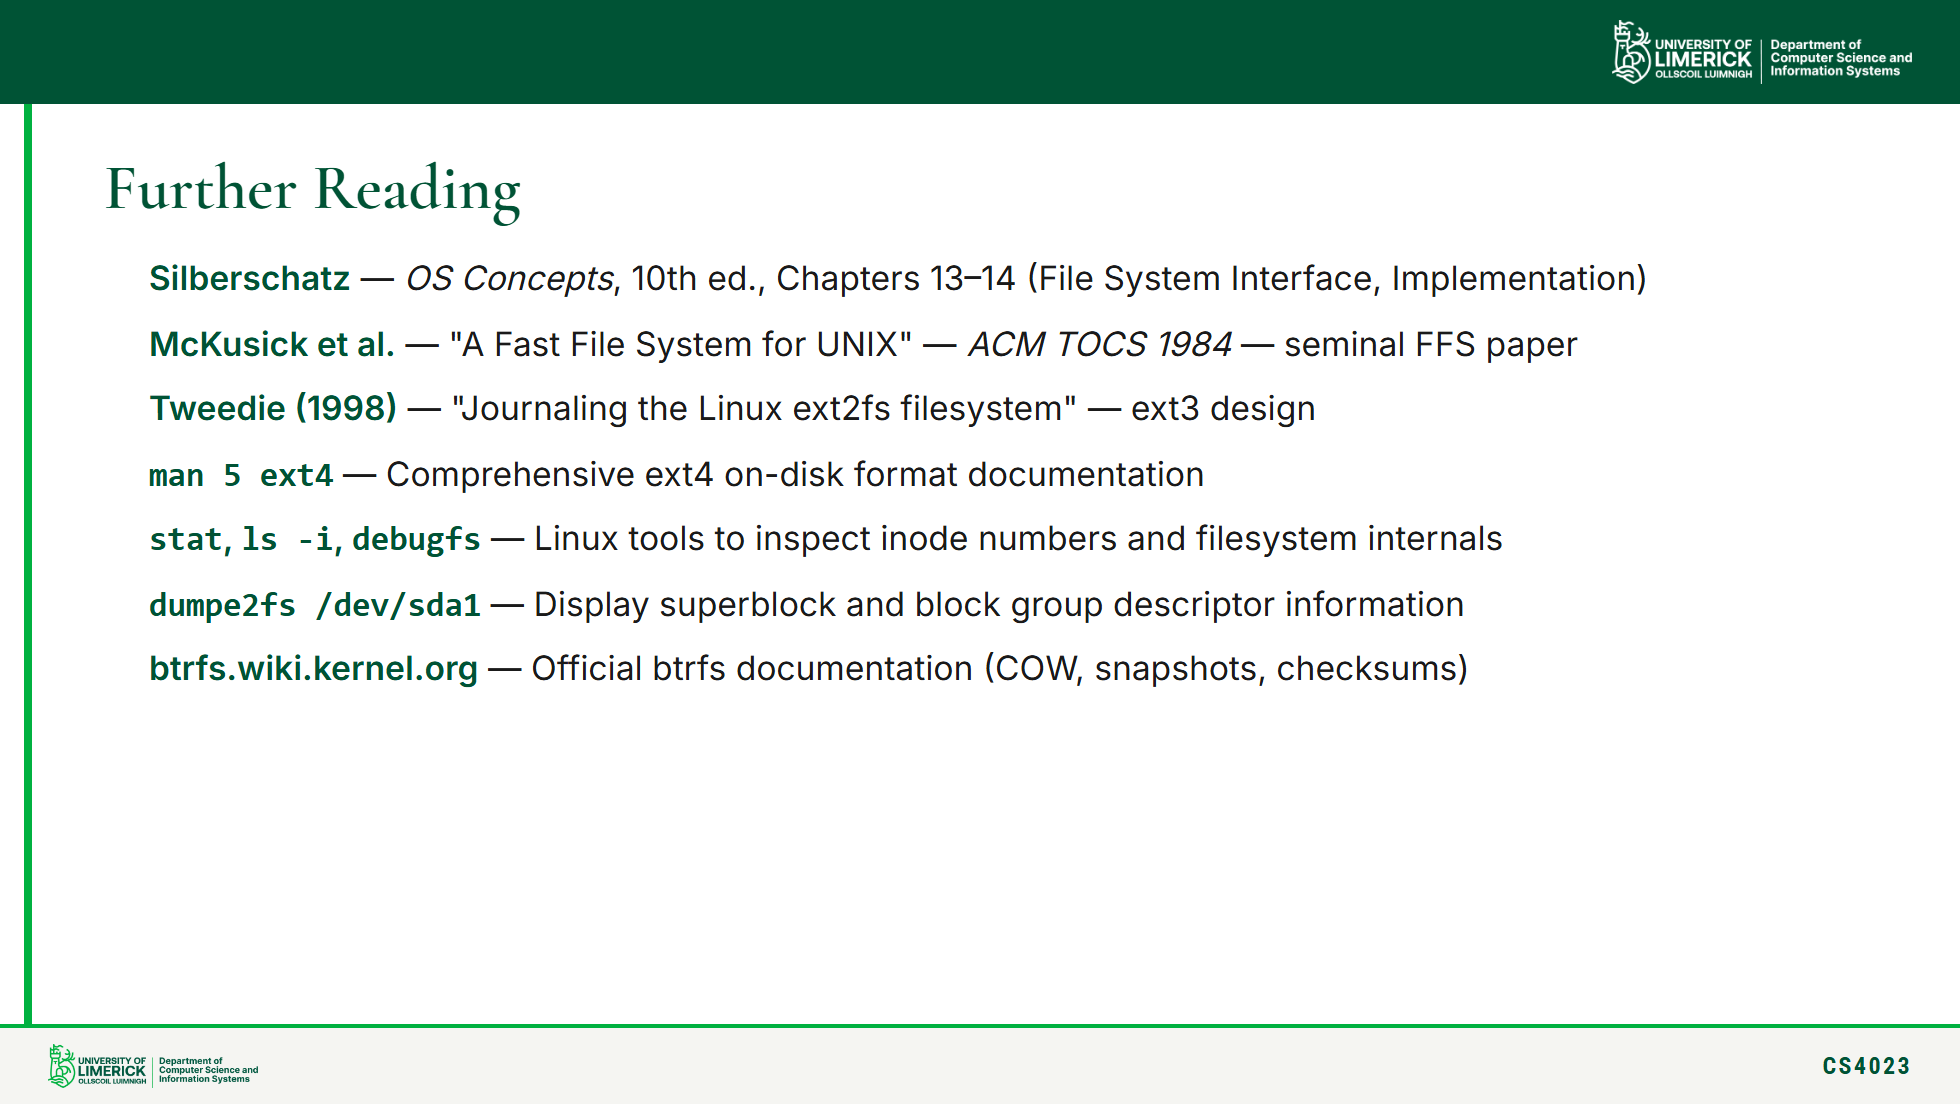 UNIVERSITY OF
LIMERICK
OLLSCOIL LUIMNIGH
Department of
Computer Science and
Information Systems
Further Reading
Silberschatz — OS Concepts, 10th ed., Chapters 13–14 (File System Interface, Implementation)
McKusick et al. — "A Fast File System for UNIX" — ACM TOCS 1984 — seminal FFS paper
Tweedie (1998) — "Journaling the Linux ext2fs filesystem" — ext3 design
man 5 ext4 — Comprehensive ext4 on-disk format documentation
stat, ls -i, debugfs — Linux tools to inspect inode numbers and filesystem internals
dumpe2fs /dev/sda1 — Display superblock and block group descriptor information
btrfs.wiki.kernel.org — Official btrfs documentation (COW, snapshots, checksums)
UNIVERSITY OF
LIMERICK
OLLSCOIL LUIMNIGH
Department of
Computer Science and
Information Systems
CS4023